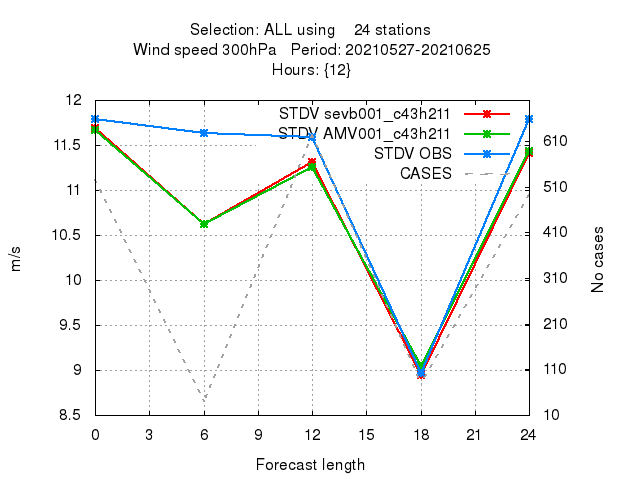 Selection: ALL using    24 stations
Wind speed 300hPa   Period: 20210527-20210625
Hours: {12}
STDV sevb001_c43h211
STDV AMV001_c43h211
STDV OBS
CASES
12
11.5
11
10.5
10
9.5
9
8.5
m/s
610
510
410
310
210
110
10
No cases
0 3 6 9 12 15 18 21 24
Forecast length